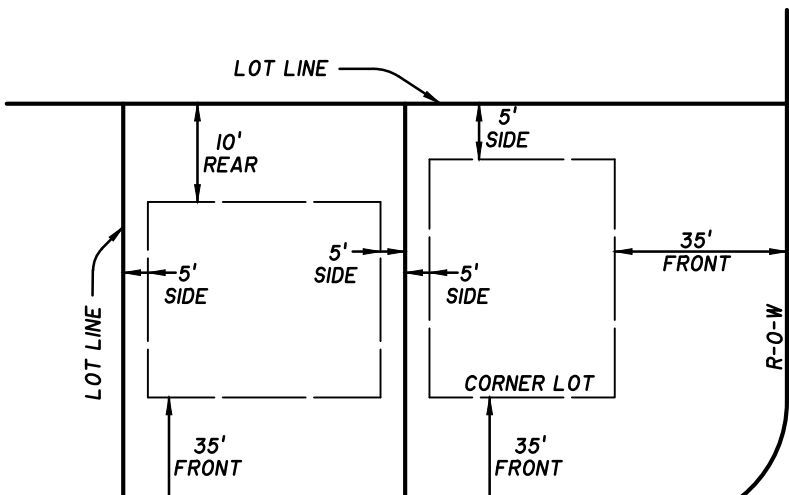 LOT LINE
5'
SIDE
10'
REAR
35'
FRONT
5'
SIDE
5'
SIDE
5'
SIDE
LOT LINE
R-O-W
CORNER LOT
35'
FRONT
35'
FRONT